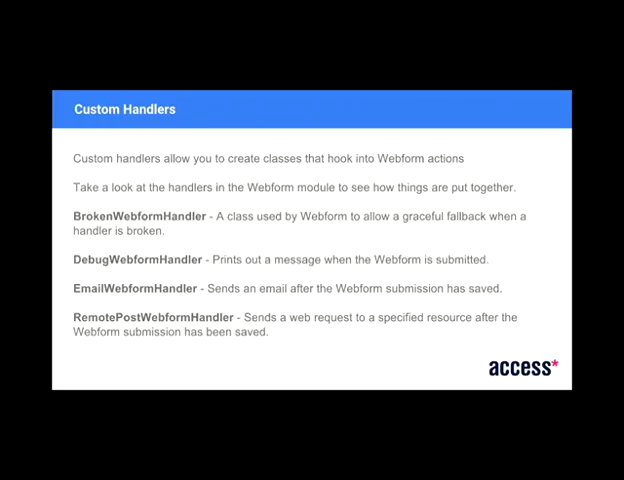 Custom Handlers
Custom handlers allow you to create classes that hook into Webform actions
Take a look at the handlers in the Webform module to see how things are put together.
BrokenWebformHandler - A class used by Webform to allow a graceful fallback when a
handler is broken.
DebugWebformHandler - Prints out a message when the Webform is submitted.
EmailWebformHandler - Sends an email after the Webform submission has saved.
RemotePostWebformHandler - Sends a web request to a specified resource after the
Webform submission has been saved.
access*